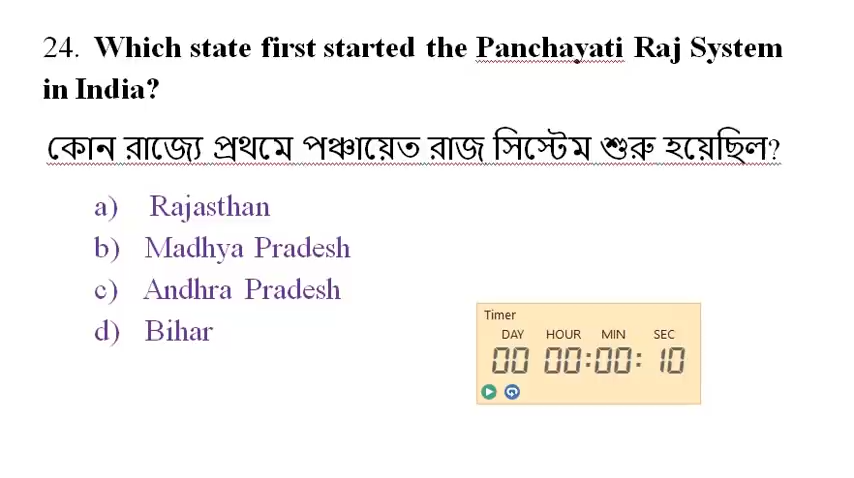 24. Which state first started the Panchayati Raj System
in India?
কোন রাজ্যে প্রথমে পঞ্চায়েত রাজ সিস্টেম শুরু হয়েছিল?
a) Rajasthan
b) Madhya Pradesh
c) Andhra Pradesh
d) Bihar
Timer
DAY HOUR MIN SEC
00 00:00: 10